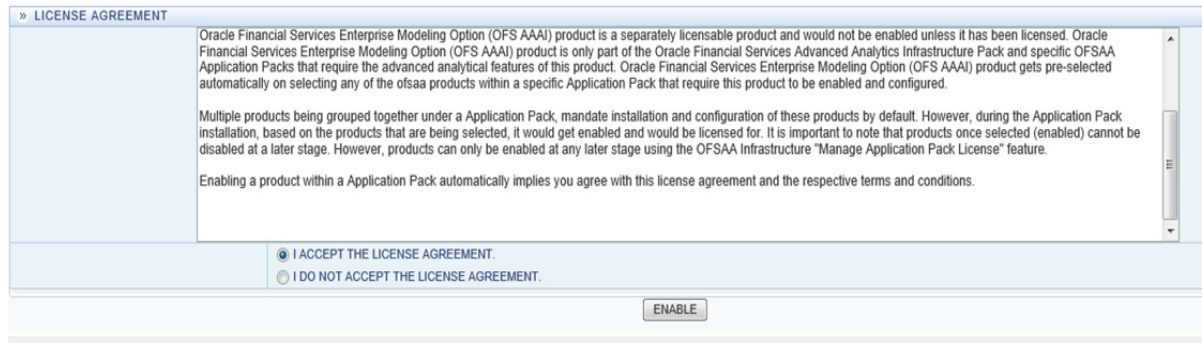 » LICENSE AGREEMENT
Oracle Financial Services Enterprise Modeling Option (OFS AAAI) product is a separately licensable product and would not be enabled unless it has been licensed. Oracle
Financial Services Enterprise Modeling Option (OFS AAAI) product is only part of the Oracle Financial Services Advanced Analytics Infrastructure Pack and specific OFSAA
Application Packs that require the advanced analytical features of this product. Oracle Financial Services Enterprise Modeling Option (OFS AAAI) product gets pre-selected
automatically on selecting any of the ofsaa products within a specific Application Pack that require this product to be enabled and configured.
Multiple products being grouped together under a Application Pack, mandate installation and configuration of these products by default. However, during the Application Pack
installation, based on the products that are being selected, it would get enabled and would be licensed for. It is important to note that products once selected (enabled) cannot be
disabled at a later stage. However, products can only be enabled at any later stage using the OFSAA Infrastructure "Manage Application Pack License" feature.
Enabling a product within a Application Pack automatically implies you agree with this license agreement and the respective terms and conditions.
I ACCEPT THE LICENSE AGREEMENT.
I DO NOT ACCEPT THE LICENSE AGREEMENT.
ENABLE